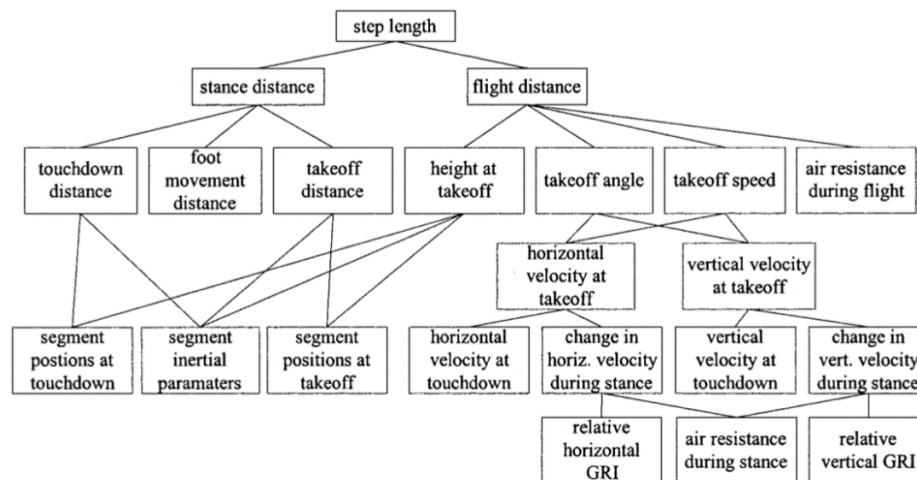 step length
stance distance
flight distance
touchdown
distance
foot
movement
distance
takeoff
distance
height at
takeoff
takeoff angle
takeoff speed
air resistance
during flight
horizontal
velocity at
takeoff
vertical velocity
at takeoff
segment
postions at
touchdown
segment
inertial
paramaters
segment
positions at
takeoff
horizontal
velocity at
touchdown
change in
horiz. velocity
during stance
vertical
velocity at
touchdown
change in
vert. velocity
during stance
relative
horizontal
GRI
air resistance
during stance
relative
vertical GRI